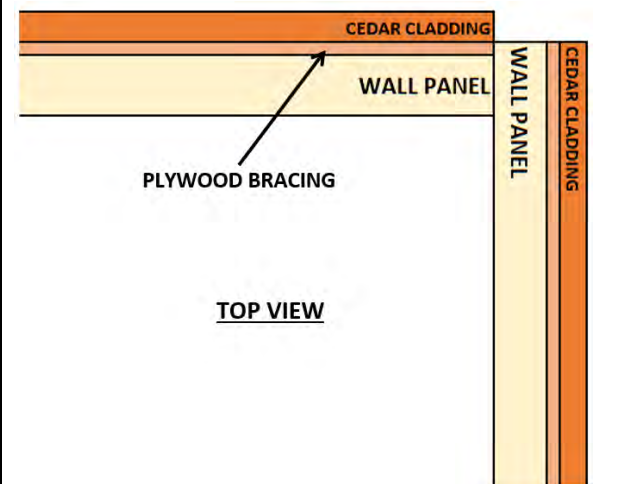 CEDAR CLADDING
WALL PANEL
PLYWOOD BRACING
TOP VIEW
WALL PANEL
CEDAR CLADDING